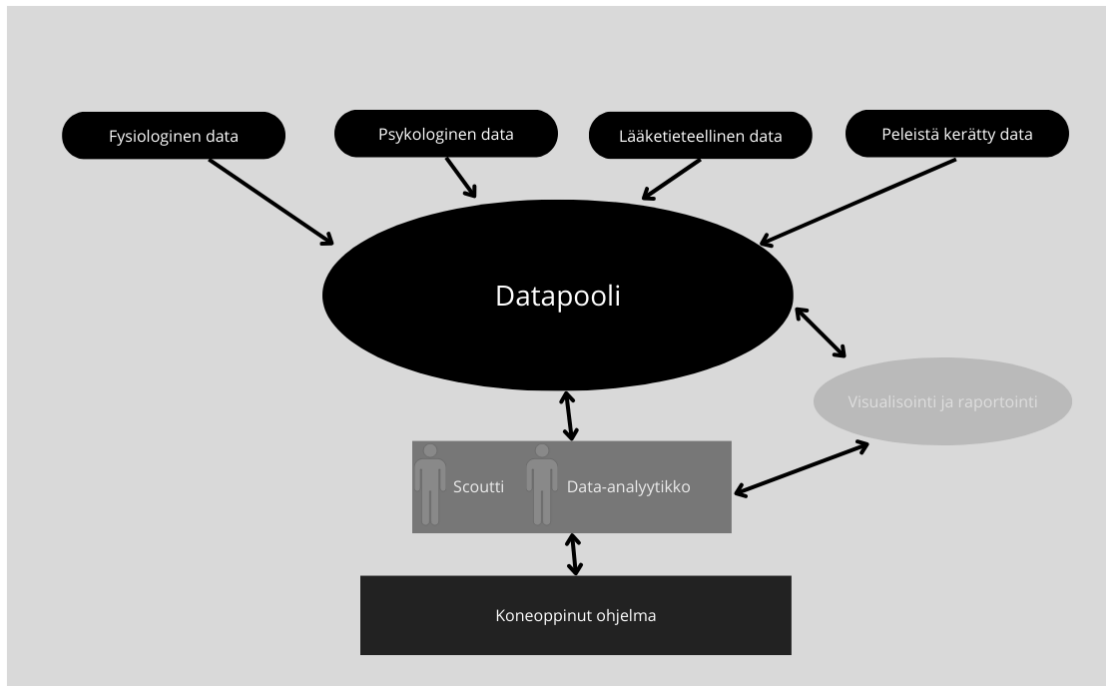 Fysiologinen data
Psykologinen data
Lääketieteellinen data
Peleistä kerätty data
Datapooli
Visualisointi ja raportointi
Scoutti
Data-analyytikko
Koneoppinut ohjelma